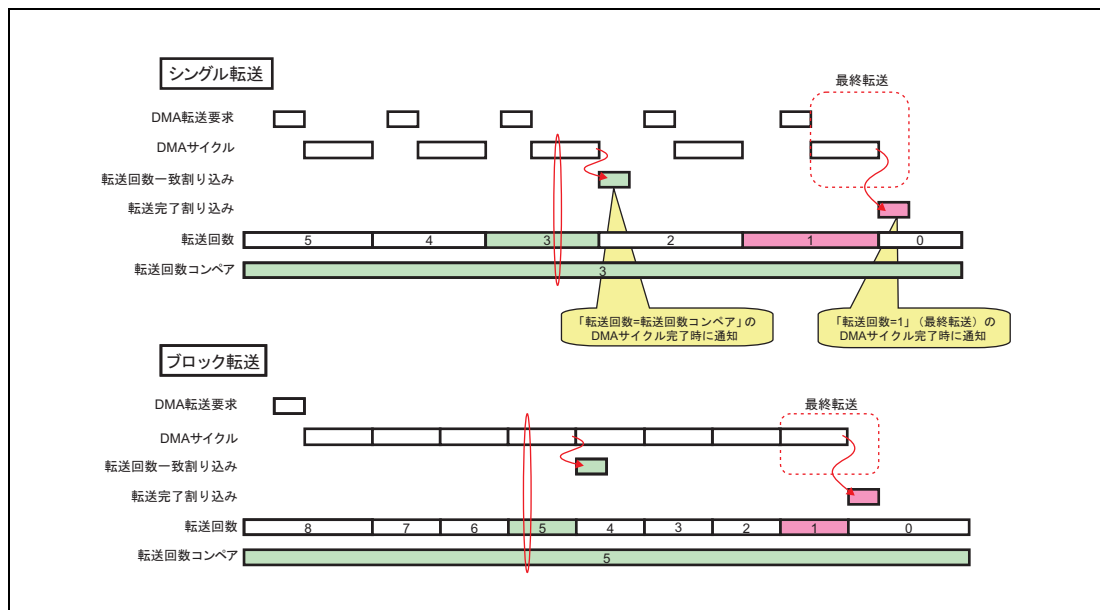 シングル転送
最終転送
DMA転送要求
DMAサイクル
転送回数一致割り込み
転送完了割り込み
転送回数
5 4 3 2 1 0
転送回数コンペア
3
「転送回数=転送回数コンペア」の
DMAサイクル完了時に通知
「転送回数=1」（最終転送）の
DMAサイクル完了時に通知
ブロック転送
DMA転送要求
最終転送
DMAサイクル
転送回数一致割り込み
転送完了割り込み
転送回数
8 7 6 5 4 3 2 1 0
転送回数コンペア
5